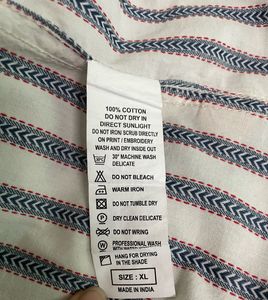 100% COTTON
DO NOT DRY IN
DIRECT SUNLIGHT
DO NOT IRON SCRUB DIRECTLY
ON PRINT / EMBROIDERY
WASH AND DRY INSIDE OUT
30° MACHINE WASH
DELICATE
DO NOT BLEACH
WARM IRON
DO NOT TUMBLE DRY
DRY CLEAN DELICATE
DO NOT WRING
PROFESSIONAL WASH
HANG FOR DRYING
IN THE SHADE
SIZE : XL
MADE IN INDIA